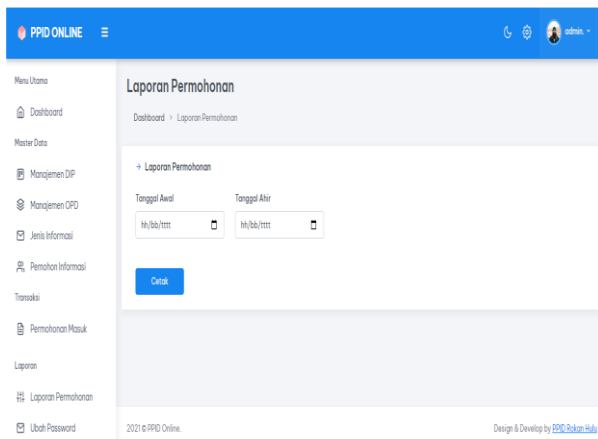 PPID ONLINE
admin.
Menu Utama
Dashboard
Master Data
Manajemen DIP
Manajemen OPD
Jenis Informasi
Pemohon Informasi
Transaksi
Permohonan Masuk
Laporan
Laporan Permohonan
Ubah Password
Laporan Permohonan
Dashboard > Laporan Permohonan
→ Laporan Permohonan
Tanggal Awal Tanggal Ahir
hh/bb/tttt hh/bb/tttt
Cetak
2021 © PPID Online. Design & Develop by PPID Rokan Hulu